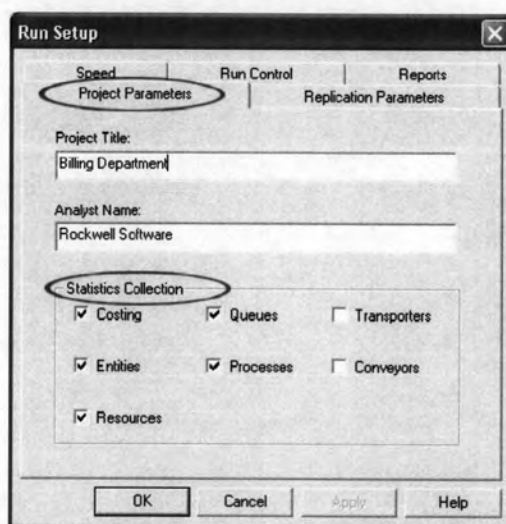 Run Setup
Speed Run Control Reports
Project Parameters Replication Parameters
Project Title:
Billing Department
Analyst Name:
Rockwell Software
Statistics Collection
Costing Queues Transporters
Entities Processes Conveyors
Resources
OK Cancel Apply Help